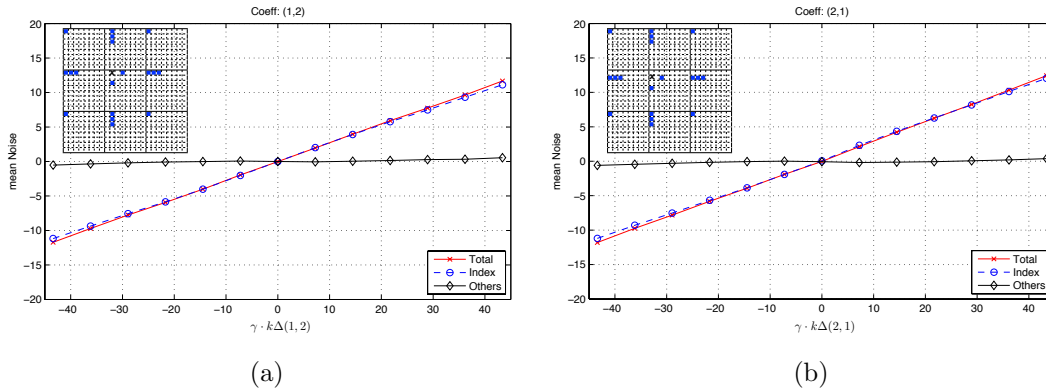 Coeff: (1,2)
20
15
10
5
0
−5
−10
−15
−20
mean Noise
Total
Index
Others
−40 −30 −20 −10 0 10 20 30 40
γ · kΔ(1, 2)
(a)
Coeff: (2,1)
20
15
10
5
0
−5
−10
−15
−20
mean Noise
Total
Index
Others
−40 −30 −20 −10 0 10 20 30 40
γ · kΔ(2, 1)
(b)